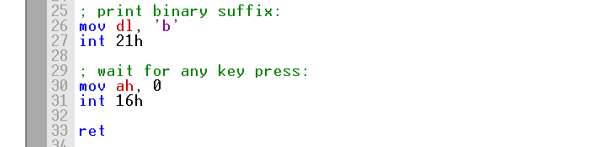 25 ; print binary suffix:
26 mov dl, 'b'
27 int 21h
28
29 ; wait for any key press:
30 mov ah, 0
31 int 16h
32
33 ret